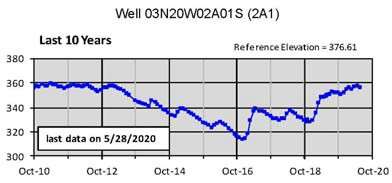 Well 03N20W02A01S (2A1)
Last 10 Years
Reference Elevation = 376.61
380
360
340
320
300
last data on 5/28/2020
Oct-10 Oct-12 Oct-14 Oct-16 Oct-18 Oct-20